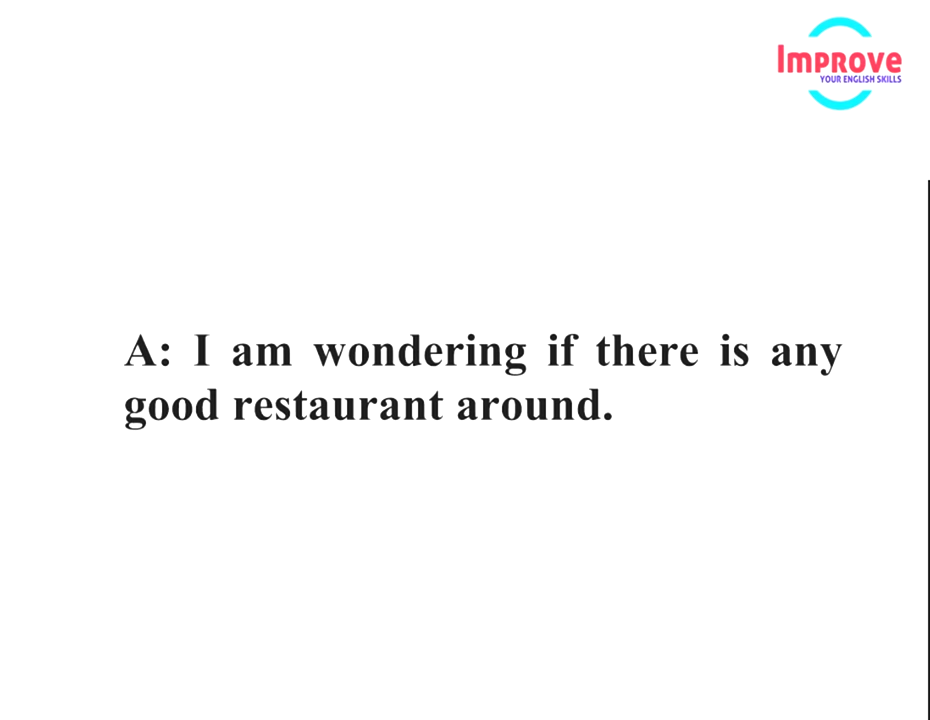 Improve
YOUR ENGLISH SKILLS
A: I am wondering if there is any
good restaurant around.